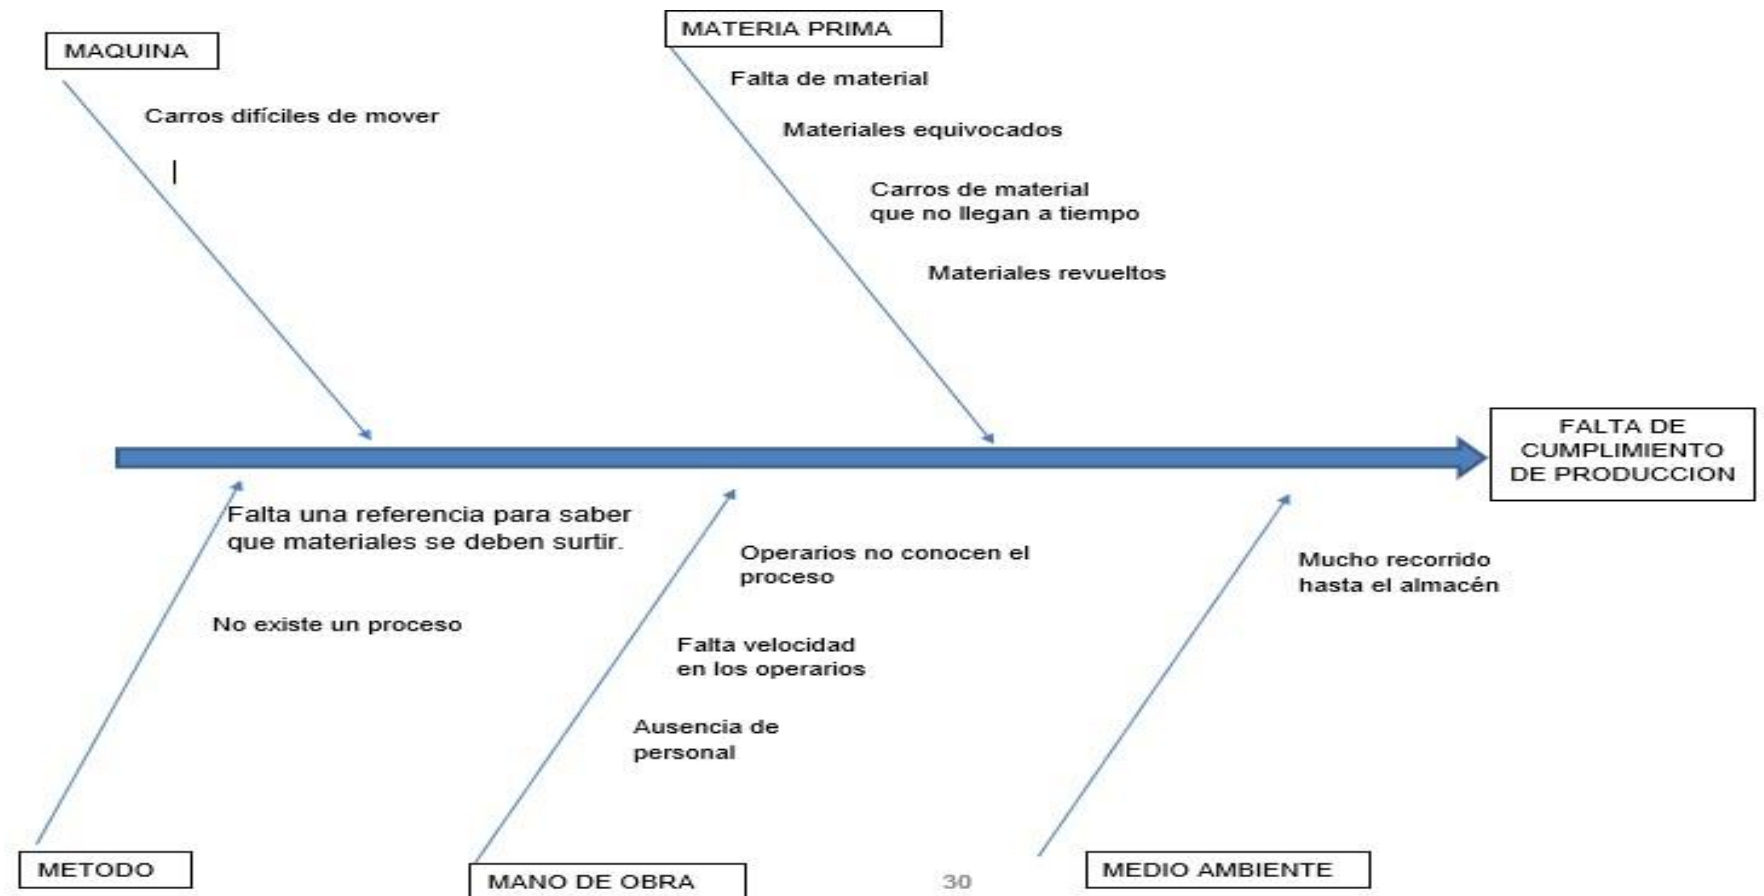 MAQUINA
Carros difíciles de mover
MATERIA PRIMA
Falta de material
Materiales equivocados
Carros de material
que no llegan a tiempo
Materiales revueltos
FALTA DE
CUMPLIMIENTO
DE PRODUCCION
Falta una referencia para saber
que materiales se deben surtir.
No existe un proceso
METODO
Operarios no conocen el
proceso
Falta velocidad
en los operarios
Ausencia de
personal
MANO DE OBRA
Mucho recorrido
hasta el almacén
MEDIO AMBIENTE
30